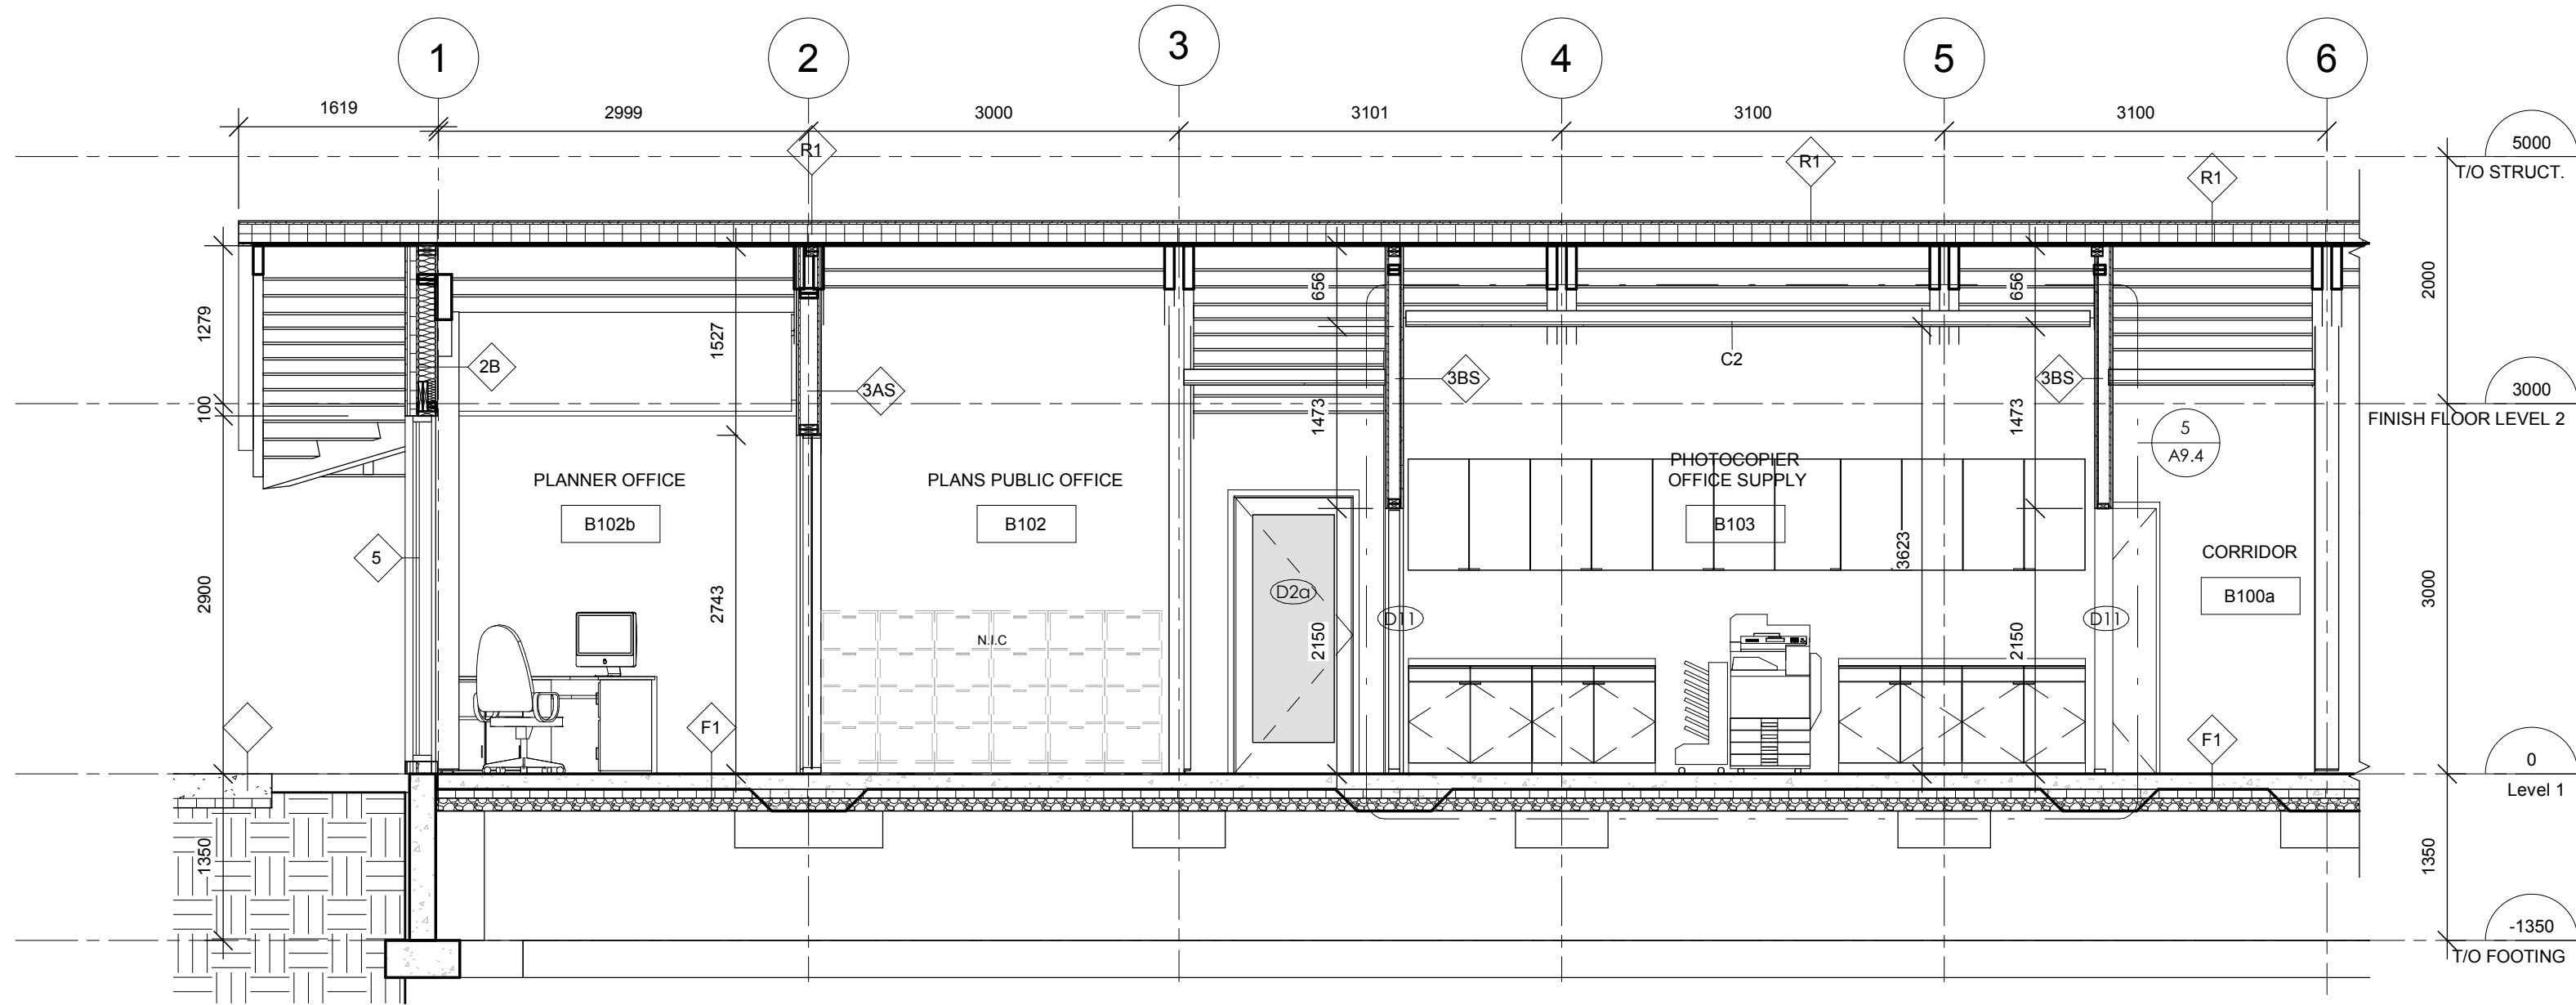 1
2
3
4
5
6
1619
2999
3000
3101
3100
3100
R1
R1
R1
5000
T/O STRUCT.
1279
100
2900
1350
1527
2743
656
1473
2150
656
1473
2150
3623
2000
3000
1350
2B
3AS
3BS
C2
3BS
3000
FINISH FLOOR LEVEL 2
5
A9.4
PLANNER OFFICE
B102b
PLANS PUBLIC OFFICE
B102
PHOTOCOPIER
OFFICE SUPPLY
B103
CORRIDOR
B100a
5
D2a
D11
D11
N.I.C
F1
F1
0
Level 1
-1350
T/O FOOTING